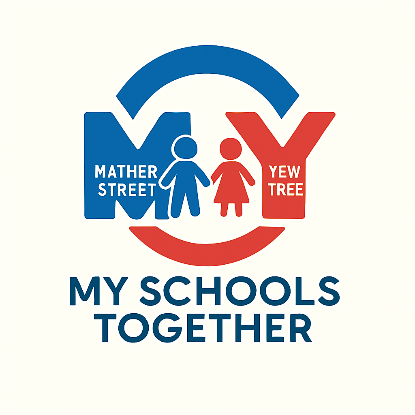 M Y
MATHER
STREET
YEW
TREE
MY SCHOOLS
TOGETHER